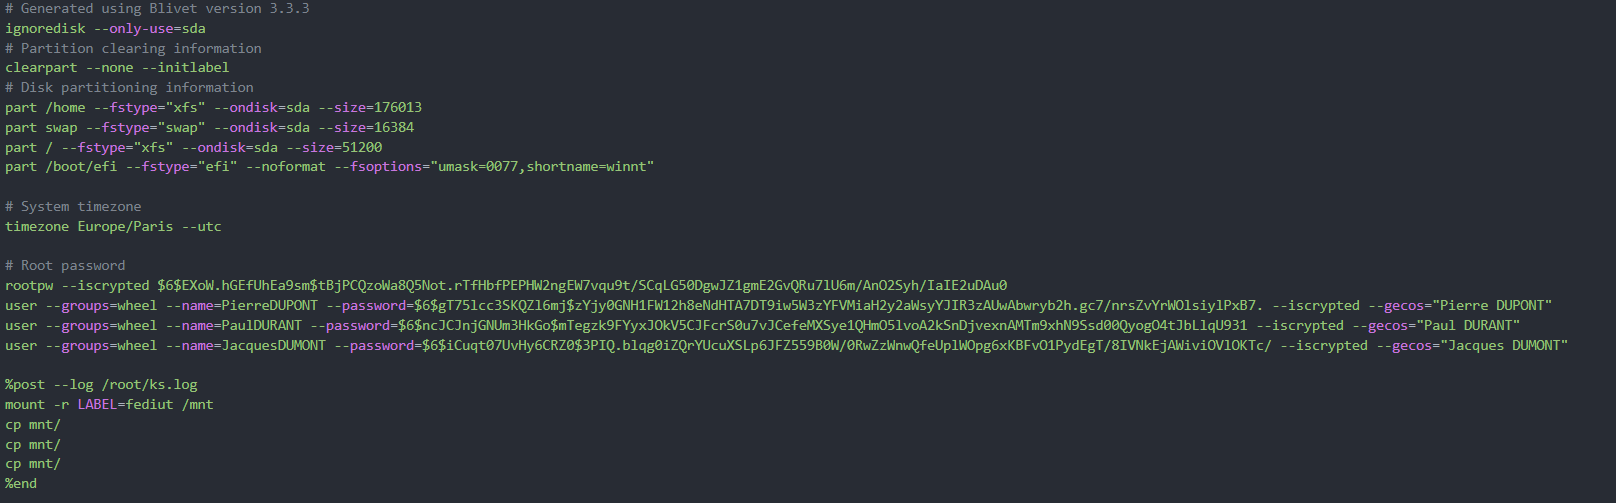 # Generated using Blivet version 3.3.3
ignoredisk --only-use=sda
# Partition clearing information
clearpart --none --initlabel
# Disk partitioning information
part /home --fstype="xfs" --ondisk=sda --size=176013
part swap --fstype="swap" --ondisk=sda --size=16384
part / --fstype="xfs" --ondisk=sda --size=51200
part /boot/efi --fstype="efi" --noformat --fsoptions="umask=0077,shortname=winnt"

# System timezone
timezone Europe/Paris --utc

# Root password
rootpw --iscrypted $6$EXoW.hGEfUhEa9sm$tBjPCQzoWa8Q5Not.rTfHbfPEPHW2ngEW7vqu9t/SCqLG50DgwJZ1gmE2GvQRu7lU6m/AnO2Syh/IaIE2uDAu0
user --groups=wheel --name=PierreDUPONT --password=$6$gT75lcc3SKQZl6mj$zYjy0GNH1FW12h8eNdHTA7DT9iw5W3zYFVMiaH2y2aWsyYJIR3zAUwAbwryb2h.gc7/nrsZvYrWOlsiylPxB7. --iscrypted --gecos="Pierre DUPONT"
user --groups=wheel --name=PaulDURANT --password=$6$ncJCJnjGNUm3HkGo$mTegzk9FYyxJOkV5CJFcrS0u7vJCefeMXSye1QHmO5lvoA2kSnDjvexnAMTm9xhN9Ssd00QyogO4tJbLlqU931 --iscrypted --gecos="Paul DURANT"
user --groups=wheel --name=JacquesDUMONT --password=$6$iCuqt07UvHy6CRZ0$3PIQ.blqg0iZQrYUcuXSLp6JFZ559B0W/0RwZzWnwQfeUplWOpg6xKBFvO1PydEgT/8IVNkEjAWiviOVlOKTc/ --iscrypted --gecos="Jacques DUMONT"

%post --log /root/ks.log
mount -r LABEL=fediut /mnt
cp mnt/
cp mnt/
cp mnt/
%end